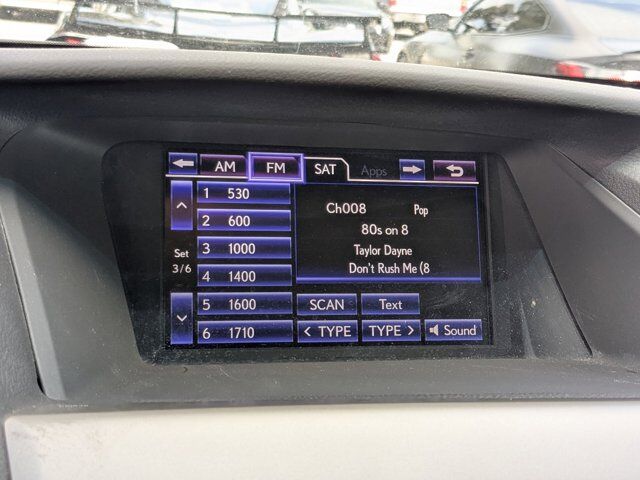 AM FM SAT Apps
1 530
2 600
3 1000
4 1400
5 1600
6 1710
Set
3/6
Ch008 Pop
80s on 8
Taylor Dayne
Don't Rush Me (8
SCAN Text
< TYPE TYPE > Sound